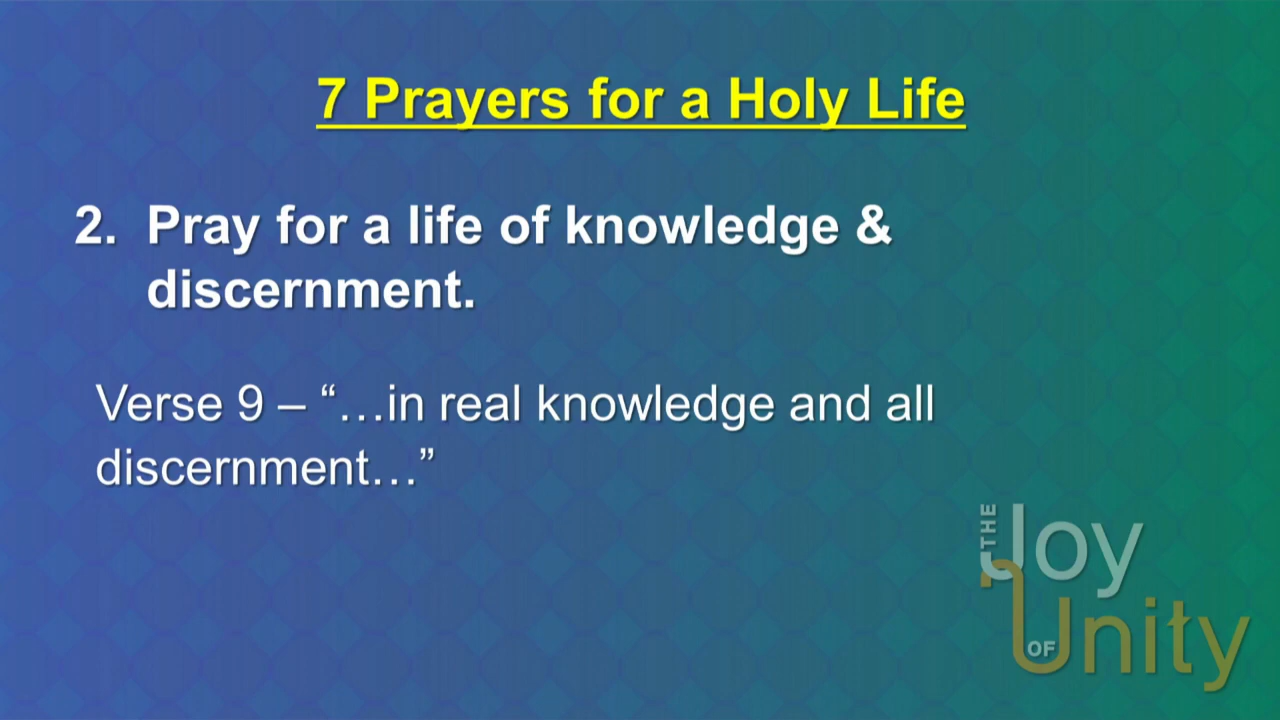 7 Prayers for a Holy Life
2. Pray for a life of knowledge &
discernment.
Verse 9 – “…in real knowledge and all
discernment…”
THE Joy
OF Unity